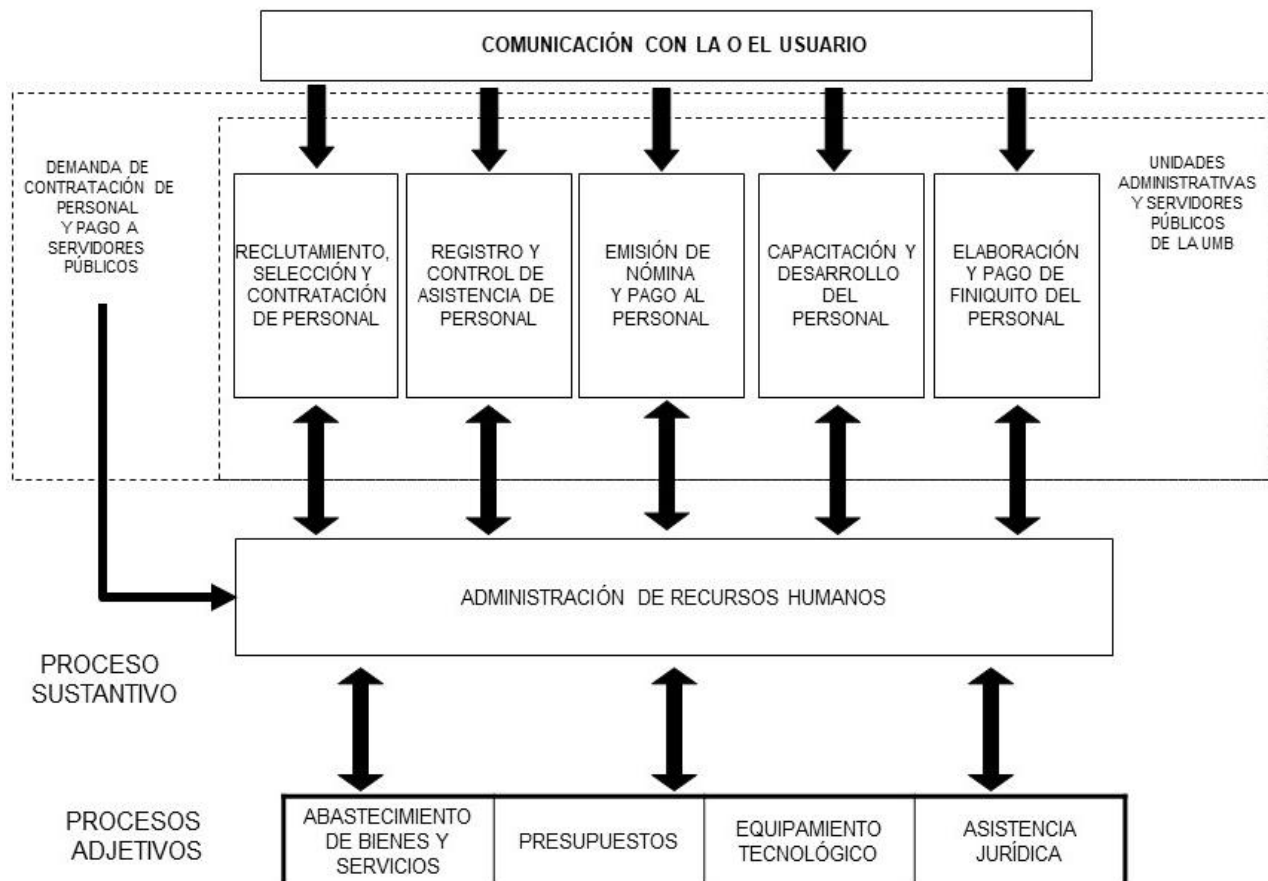 COMUNICACIÓN CON LA O EL USUARIO
DEMANDA DE
CONTRATACIÓN DE
PERSONAL
Y PAGO A
SERVIDORES
PÚBLICOS
RECLUTAMIENTO,
SELECCIÓN Y
CONTRATACIÓN
DE PERSONAL
REGISTRO Y
CONTROL DE
ASISTENCIA DE
PERSONAL
EMISIÓN DE
NÓMINA
Y PAGO AL
PERSONAL
CAPACITACIÓN Y
DESARROLLO
DEL
PERSONAL
ELABORACIÓN
Y PAGO DE
FINIQUITO DEL
PERSONAL
UNIDADES
ADMINISTRATIVAS
Y SERVIDORES
PÚBLICOS
DE LA UMB
ADMINISTRACIÓN DE RECURSOS HUMANOS
PROCESO
SUSTANTIVO
PROCESOS
ADJETIVOS
ABASTECIMIENTO
DE BIENES Y
SERVICIOS
PRESUPUESTOS
EQUIPAMIENTO
TECNOLÓGICO
ASISTENCIA
JURÍDICA